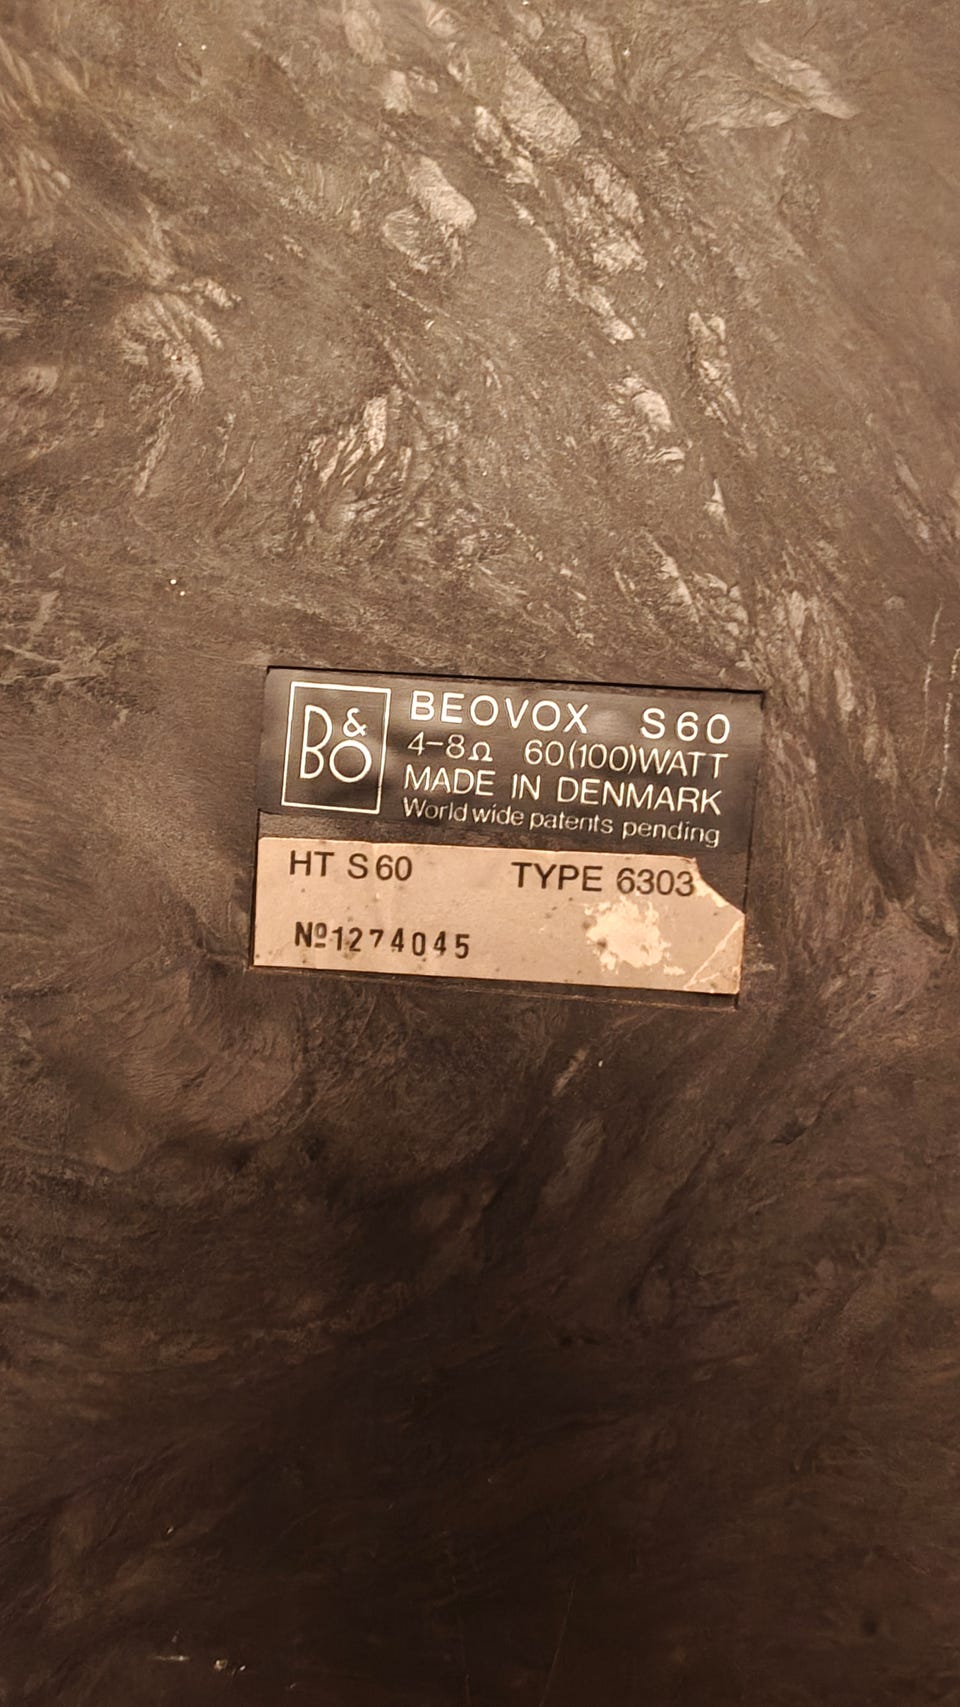 B&O
BEOVOX S60
4-8Ω 60(100)WATT
MADE IN DENMARK
World wide patents pending
HT S60 TYPE 6303
Nº1274045